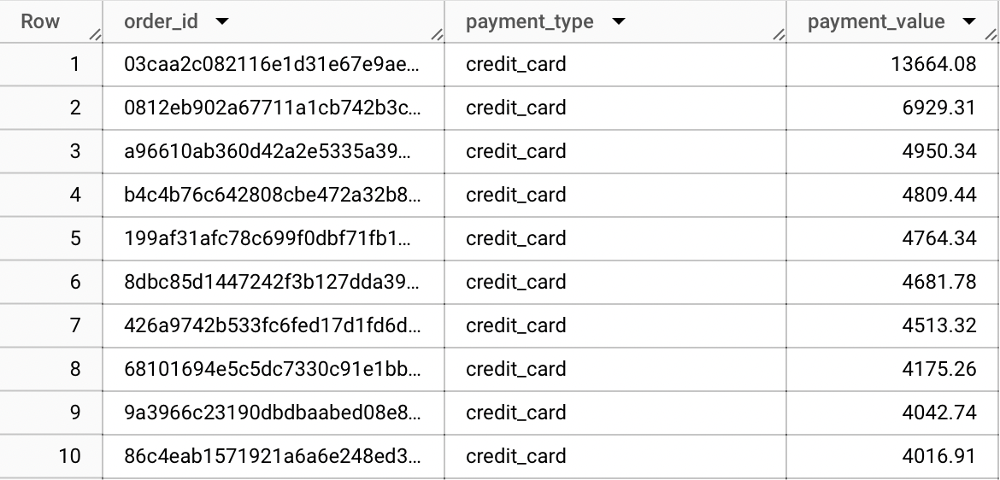 Row order_id payment_type payment_value
1 03caa2c082116e1d31e67e9ae... credit_card 13664.08
2 0812eb902a67711a1cb742b3c... credit_card 6929.31
3 a96610ab360d42a2e5335a39... credit_card 4950.34
4 b4c4b76c642808cbe472a32b8... credit_card 4809.44
5 199af31afc78c699f0dbf71fb1... credit_card 4764.34
6 8dbc85d1447242f3b127dda39... credit_card 4681.78
7 426a9742b533fc6fed17d1fd6d... credit_card 4513.32
8 68101694e5c5dc7330c91e1bb... credit_card 4175.26
9 9a3966c23190dbdbaabed08e8... credit_card 4042.74
10 86c4eab1571921a6a6e248ed3... credit_card 4016.91